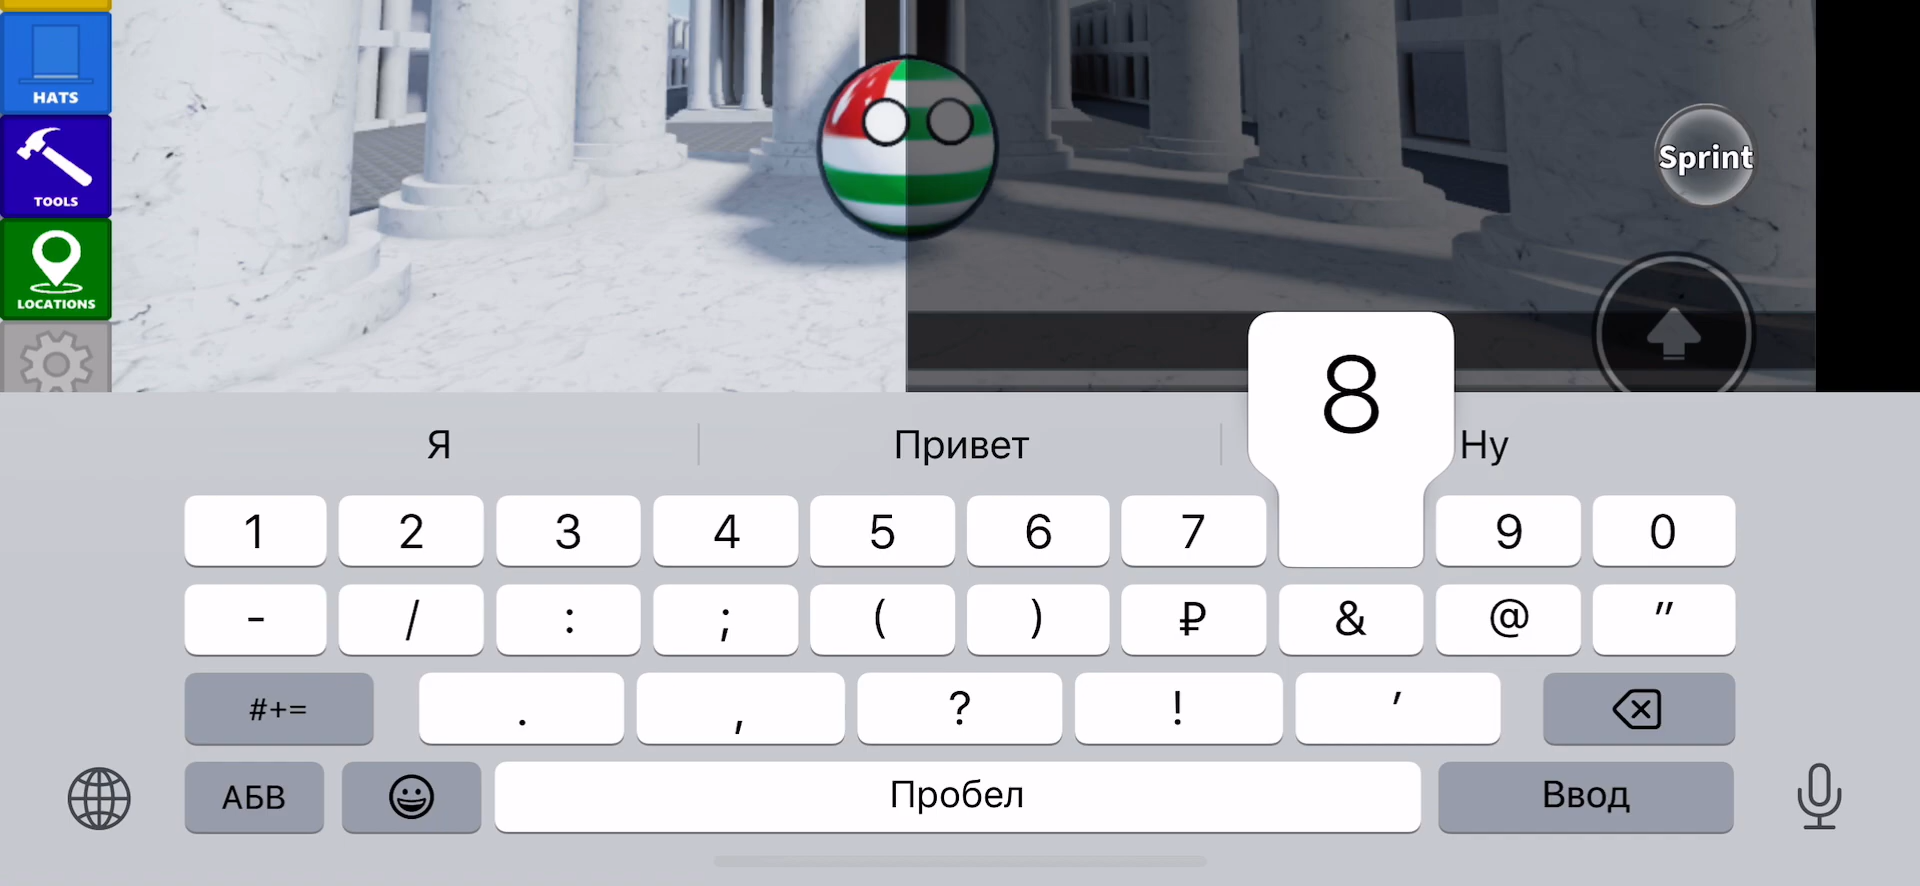 HATS
TOOLS
LOCATIONS
Sprint
8
Я Привет Ну
1 2 3 4 5 6 7 9 0
- / : ; ( ) ₽ & @ "
#+= . , ? ! '
АБВ Пробел Ввод